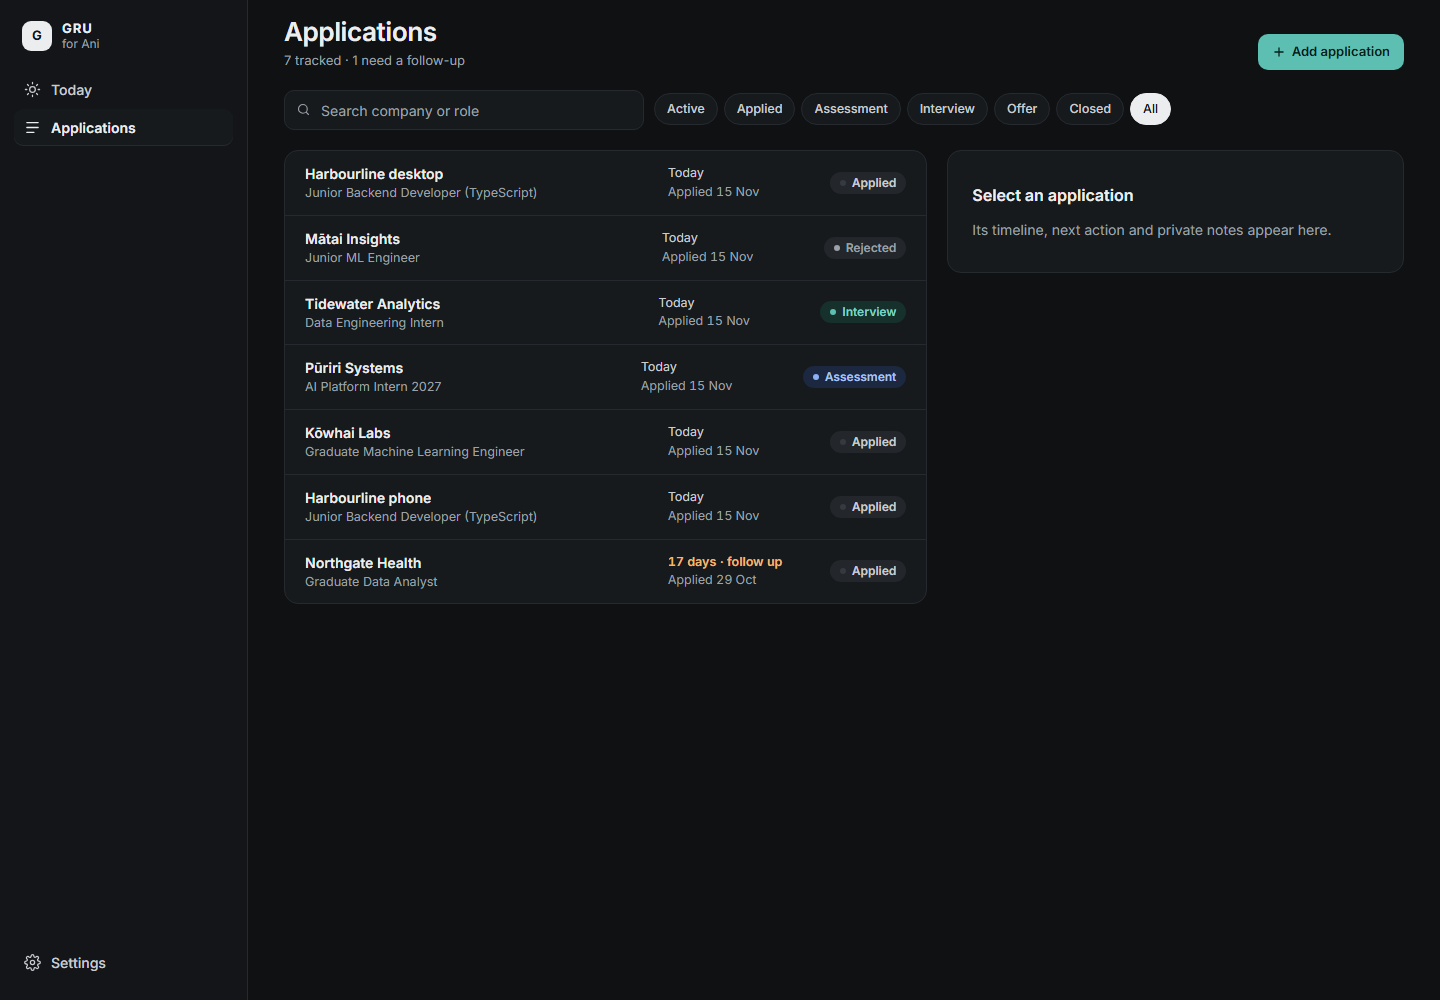 G
GRU
for Ani
Today
Applications
Settings
Applications
7 tracked · 1 need a follow-up
+ Add application
Search company or role
Active
Applied
Assessment
Interview
Offer
Closed
All
Harbourline desktop
Junior Backend Developer (TypeScript)
Today
Applied 15 Nov
Applied
Mātai Insights
Junior ML Engineer
Today
Applied 15 Nov
Rejected
Tidewater Analytics
Data Engineering Intern
Today
Applied 15 Nov
Interview
Pūriri Systems
AI Platform Intern 2027
Today
Applied 15 Nov
Assessment
Kōwhai Labs
Graduate Machine Learning Engineer
Today
Applied 15 Nov
Applied
Harbourline phone
Junior Backend Developer (TypeScript)
Today
Applied 15 Nov
Applied
Northgate Health
Graduate Data Analyst
17 days · follow up
Applied 29 Oct
Applied
Select an application
Its timeline, next action and private notes appear here.